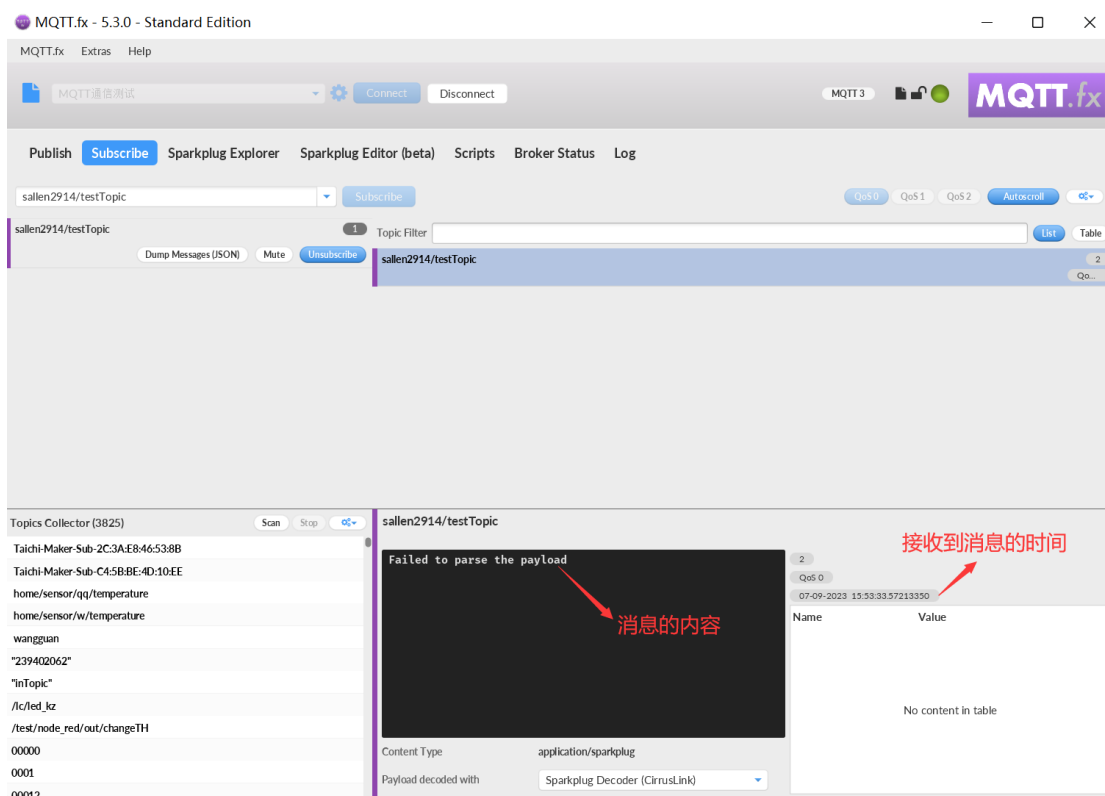 MQTT.fx - 5.3.0 - Standard Edition
MQTT.fx Extras Help
MQTT通信测试 Connect Disconnect MQTT 3 MQTT.fx
Publish Subscribe Sparkplug Explorer Sparkplug Editor (beta) Scripts Broker Status Log
sallen2914/testTopic Subscribe QoS 0 QoS 1 QoS 2 Autoscroll
sallen2914/testTopic 1
Dump Messages (JSON) Mute Unsubscribe
Topic Filter List Table
sallen2914/testTopic 2
Qo...
Topics Collector (3825) Scan Stop
Taichi-Maker-Sub-2C:3A:E8:46:53:8B
Taichi-Maker-Sub-C4:5B:BE:4D:10:EE
home/sensor/qq/temperature
home/sensor/w/temperature
wangguan
"239402062"
"inTopic"
/lc/led_kz
/test/node_red/out/changeTH
00000
0001
00012
sallen2914/testTopic
Failed to parse the payload
消息的内容
接收到消息的时间
2
QoS 0
07-09-2023 15:53:33.57213350
Name Value
No content in table
Content Type application/sparkplug
Payload decoded with Sparkplug Decoder (CirrusLink)